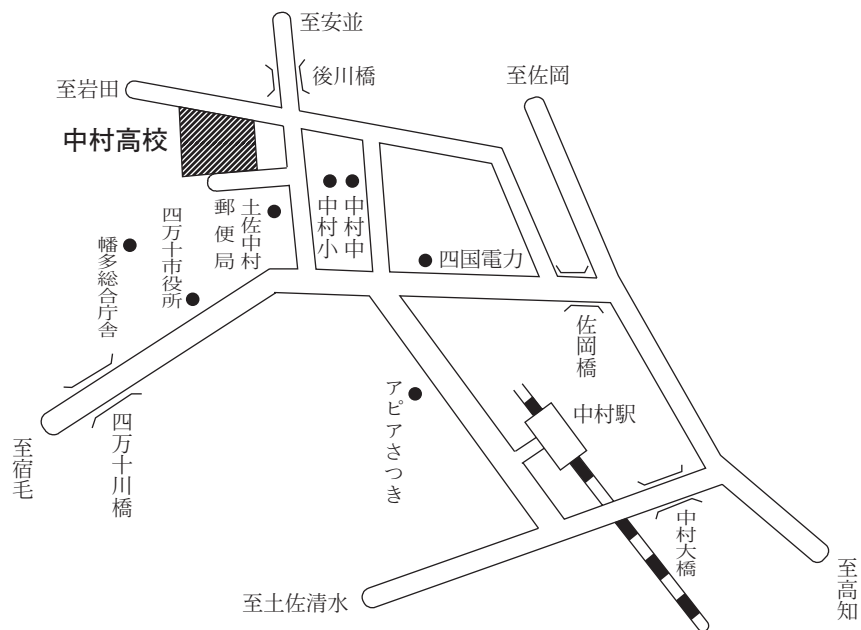 至安並
後川橋
至岩田
至佐岡
中村高校
中村小
中村中
土佐中村
郵便局
四万十市役所
幡多総合庁舎
四国電力
佐岡橋
アピアさつき
中村駅
四万十川橋
至宿毛
中村大橋
至高知
至土佐清水